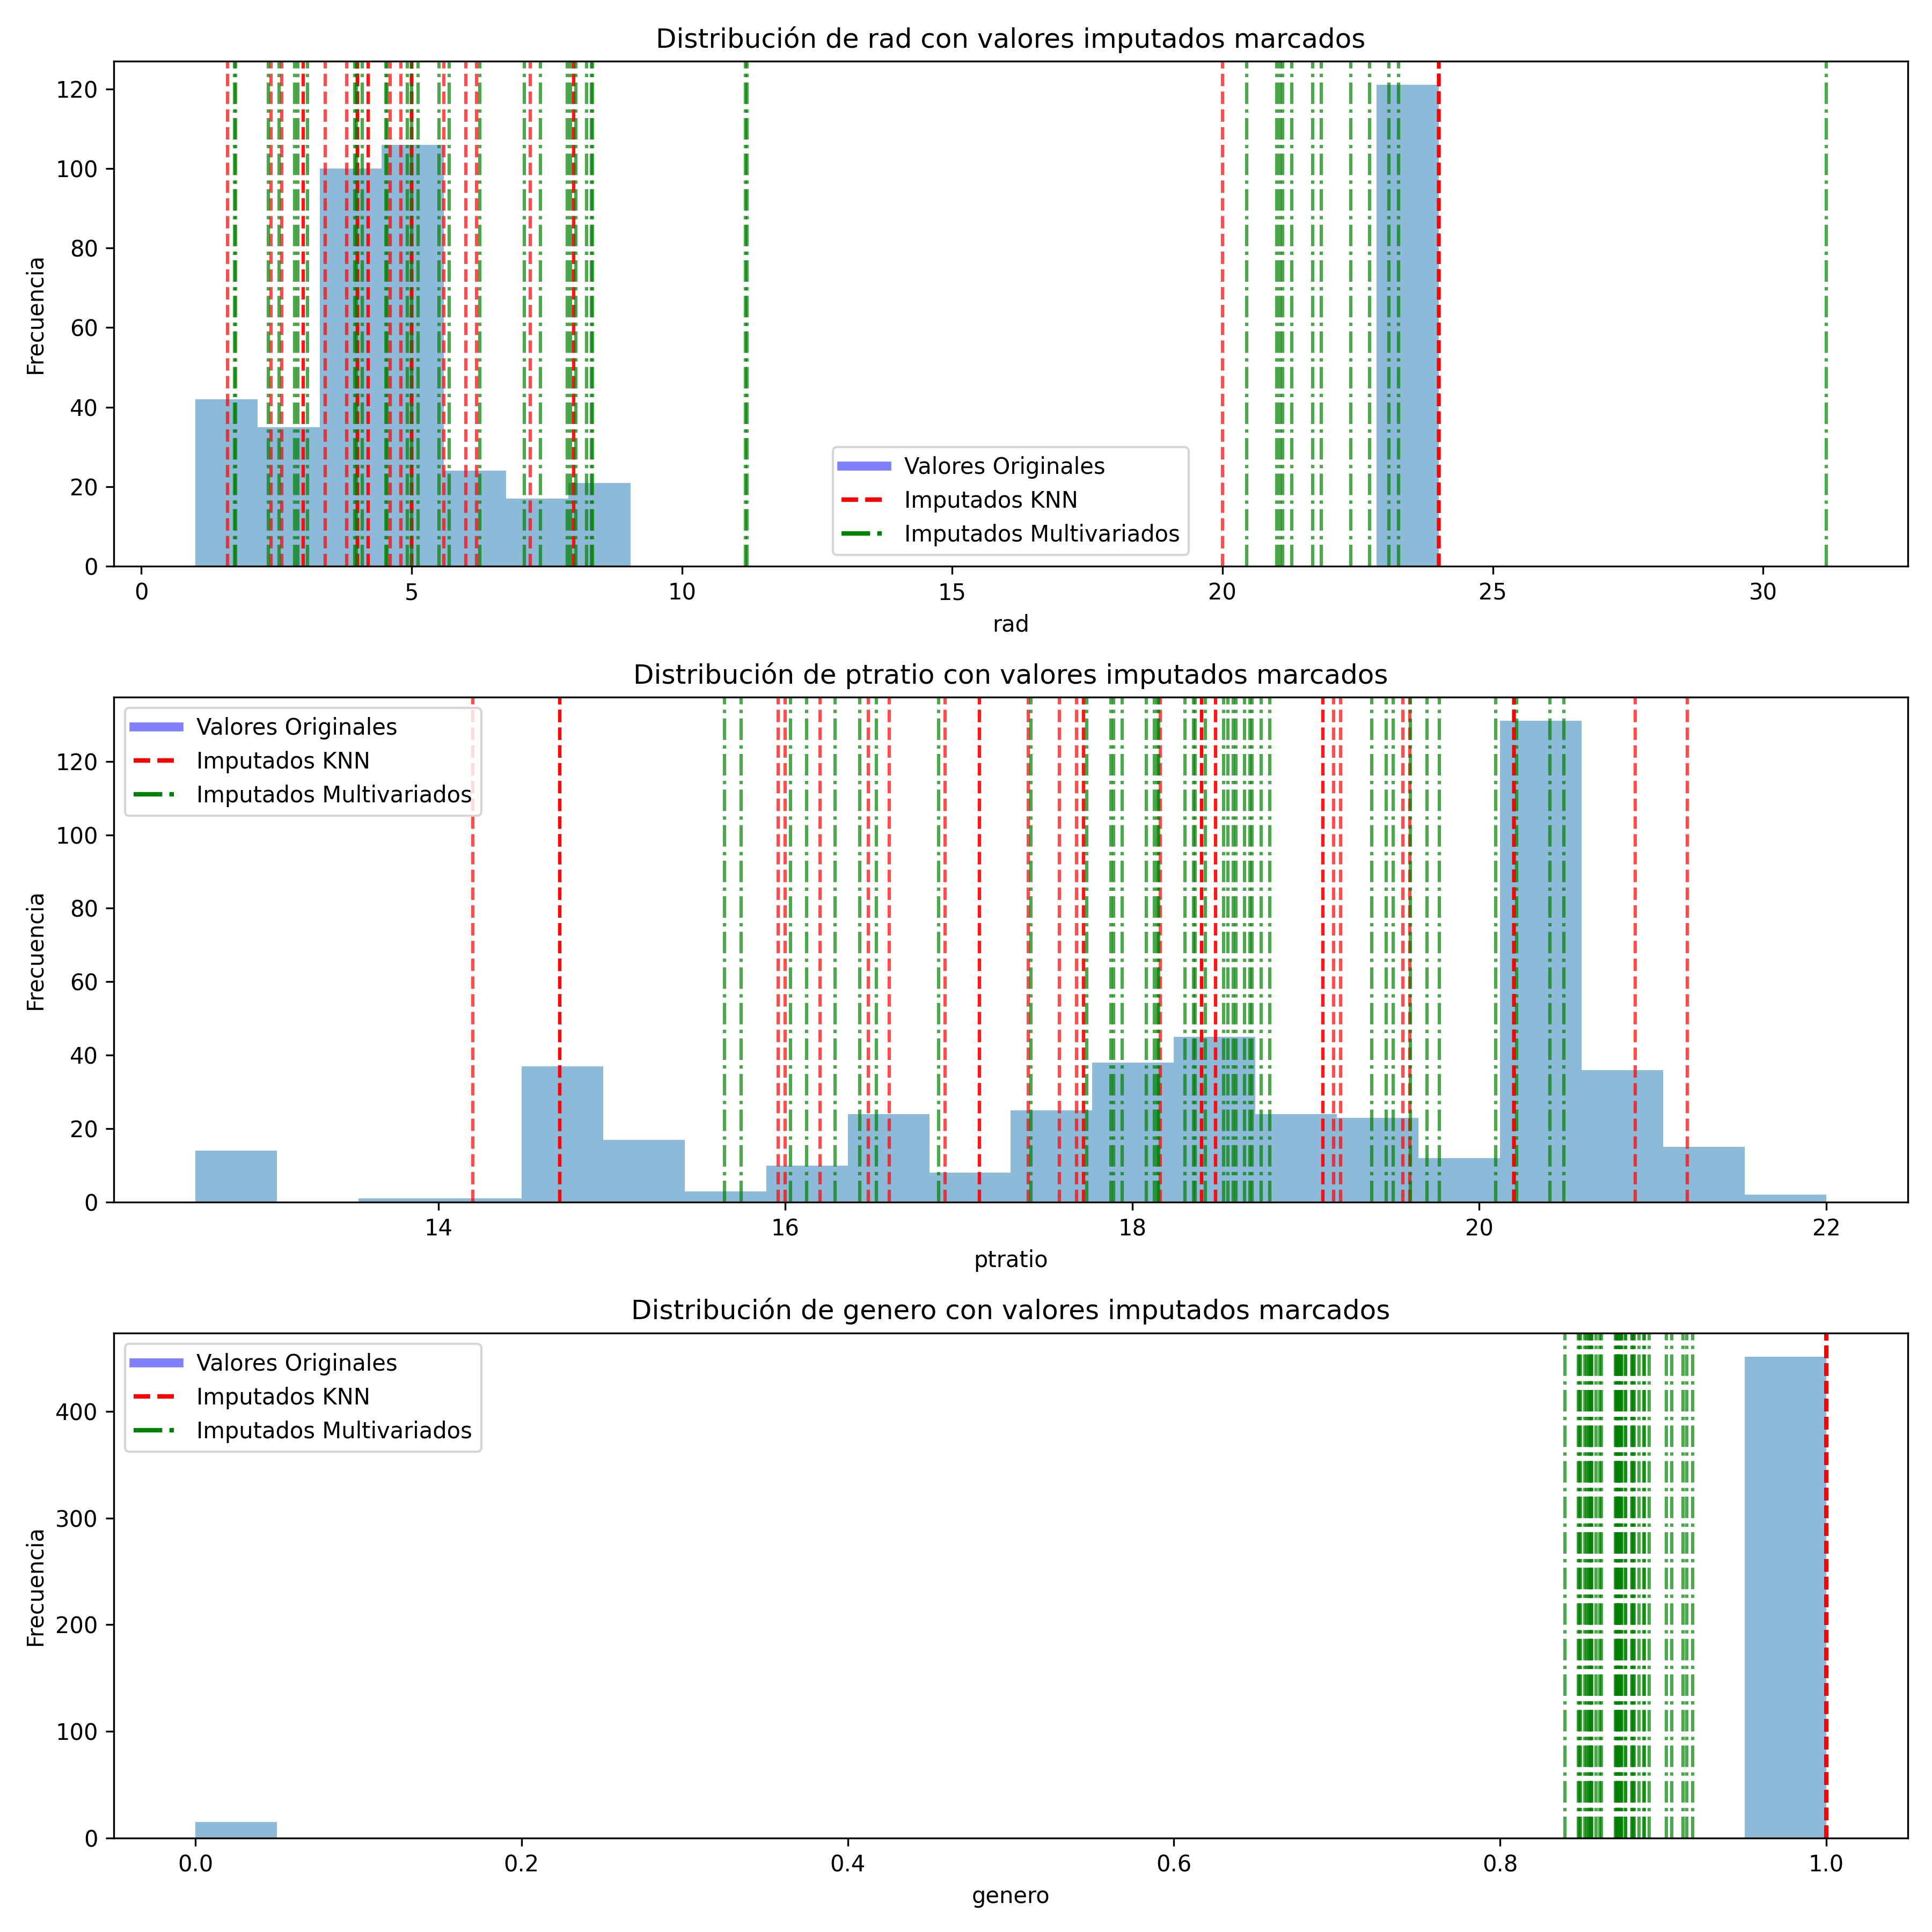 Distribución de rad con valores imputados marcados
120
100
80
60
40
20
0
Frecuencia
Valores Originales
Imputados KNN
Imputados Multivariados
0 5 10 15 20 25 30
rad
Distribución de ptratio con valores imputados marcados
Valores Originales
Imputados KNN
Imputados Multivariados
120
100
80
60
40
20
0
Frecuencia
14 16 18 20 22
ptratio
Distribución de genero con valores imputados marcados
Valores Originales
Imputados KNN
Imputados Multivariados
400
300
200
100
0
Frecuencia
0.0 0.2 0.4 0.6 0.8 1.0
genero